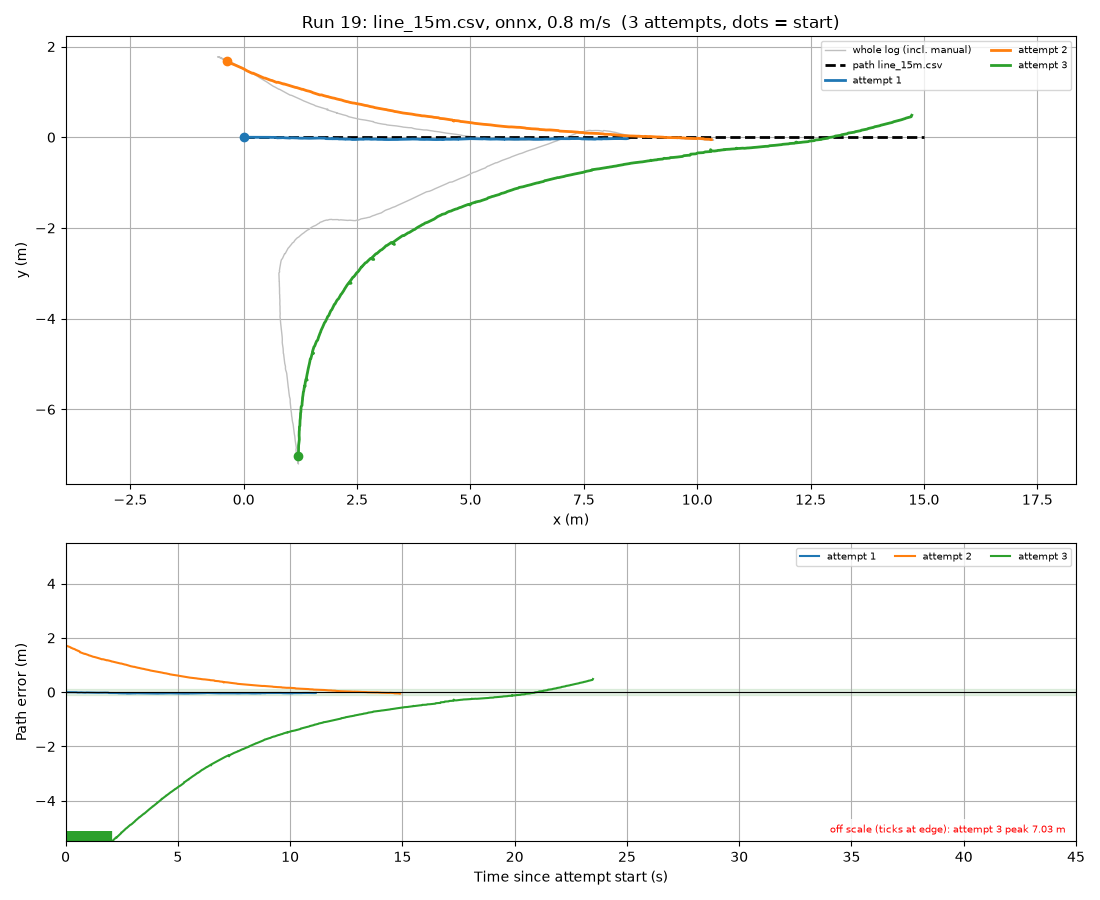 Run 19: line_15m.csv, onnx, 0.8 m/s  (3 attempts, dots = start)
whole log (incl. manual)
path line_15m.csv
attempt 1
attempt 2
attempt 3
2
0
−2
−4
−6
y (m)
−2.5
0.0
2.5
5.0
7.5
10.0
12.5
15.0
17.5
x (m)
attempt 1
attempt 2
attempt 3
4
2
0
−2
−4
Path error (m)
off scale (ticks at edge): attempt 3 peak 7.03 m
0
5
10
15
20
25
30
35
40
45
Time since attempt start (s)